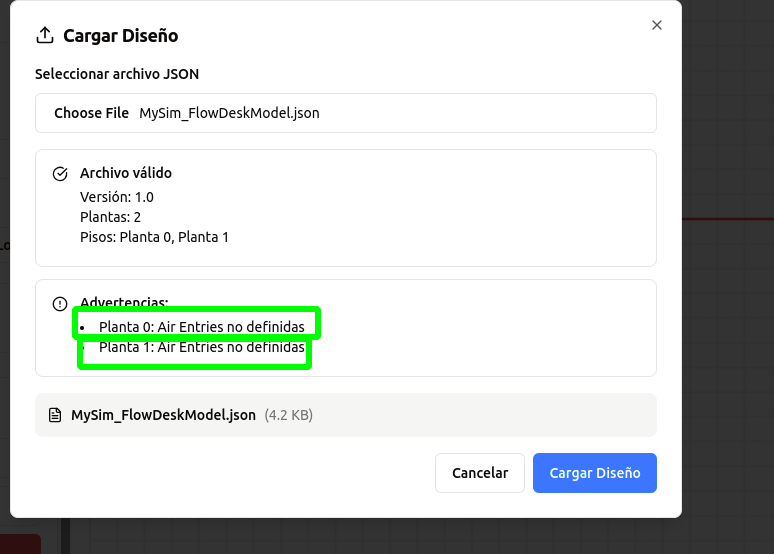 Cargar Diseño
Seleccionar archivo JSON
Choose File MySim_FlowDeskModel.json
Archivo válido
Versión: 1.0
Plantas: 2
Pisos: Planta 0, Planta 1
Advertencias:
• Planta 0: Air Entries no definidas
• Planta 1: Air Entries no definidas
MySim_FlowDeskModel.json (4.2 KB)
Cancelar
Cargar Diseño